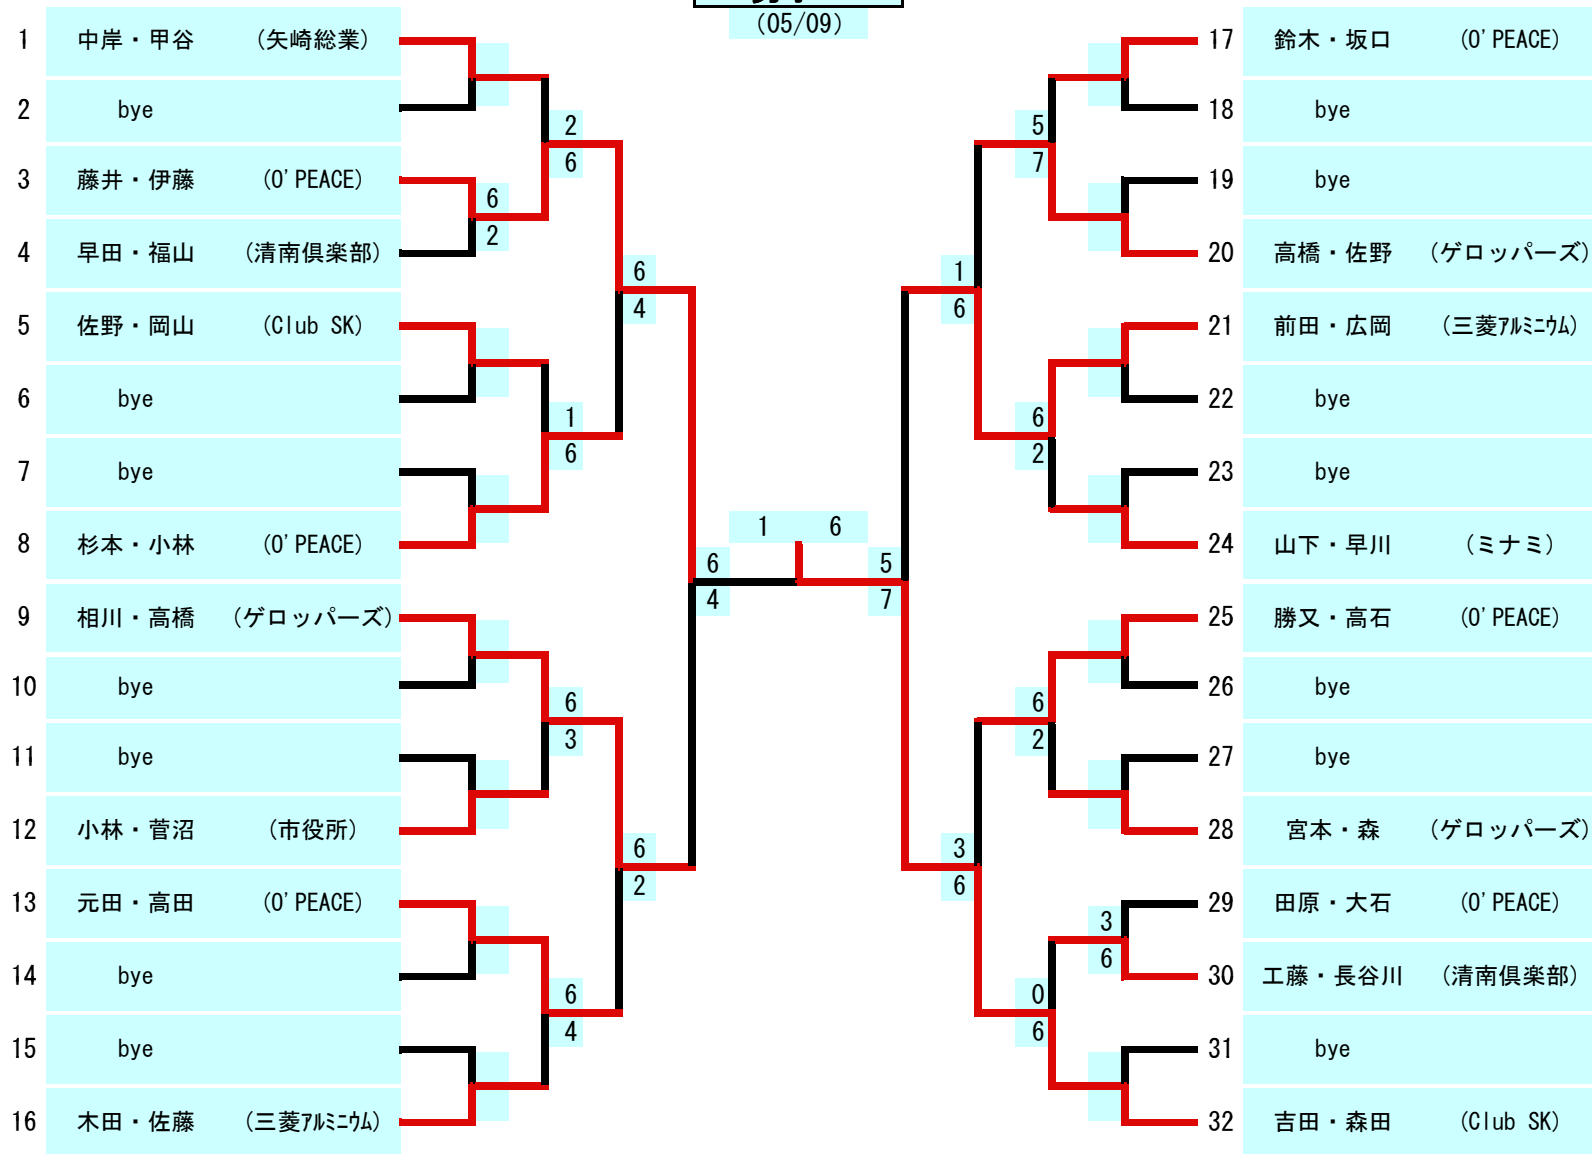 (05/09)
1 中岸・甲谷 (矢崎総業)
2 bye
3 藤井・伊藤 (O'PEACE)
4 早田・福山 (清南倶楽部)
5 佐野・岡山 (Club SK)
6 bye
7 bye
8 杉本・小林 (O'PEACE)
9 相川・高橋 (ゲロッパーズ)
10 bye
11 bye
12 小林・菅沼 (市役所)
13 元田・高田 (O'PEACE)
14 bye
15 bye
16 木田・佐藤 (三菱ｱﾙﾐﾆｳﾑ)
2
6
6
2
6
4
1
6
6
4
6
3
6
2
6
4
1 6
5
7
1
6
6
2
5
7
6
2
3
6
3
6
0
6
17 鈴木・坂口 (O'PEACE)
18 bye
19 bye
20 高橋・佐野 (ゲロッパーズ)
21 前田・広岡 (三菱ｱﾙﾐﾆｳﾑ)
22 bye
23 bye
24 山下・早川 (ミナミ)
25 勝又・高石 (O'PEACE)
26 bye
27 bye
28 宮本・森 (ゲロッパーズ)
29 田原・大石 (O'PEACE)
30 工藤・長谷川 (清南倶楽部)
31 bye
32 吉田・森田 (Club SK)